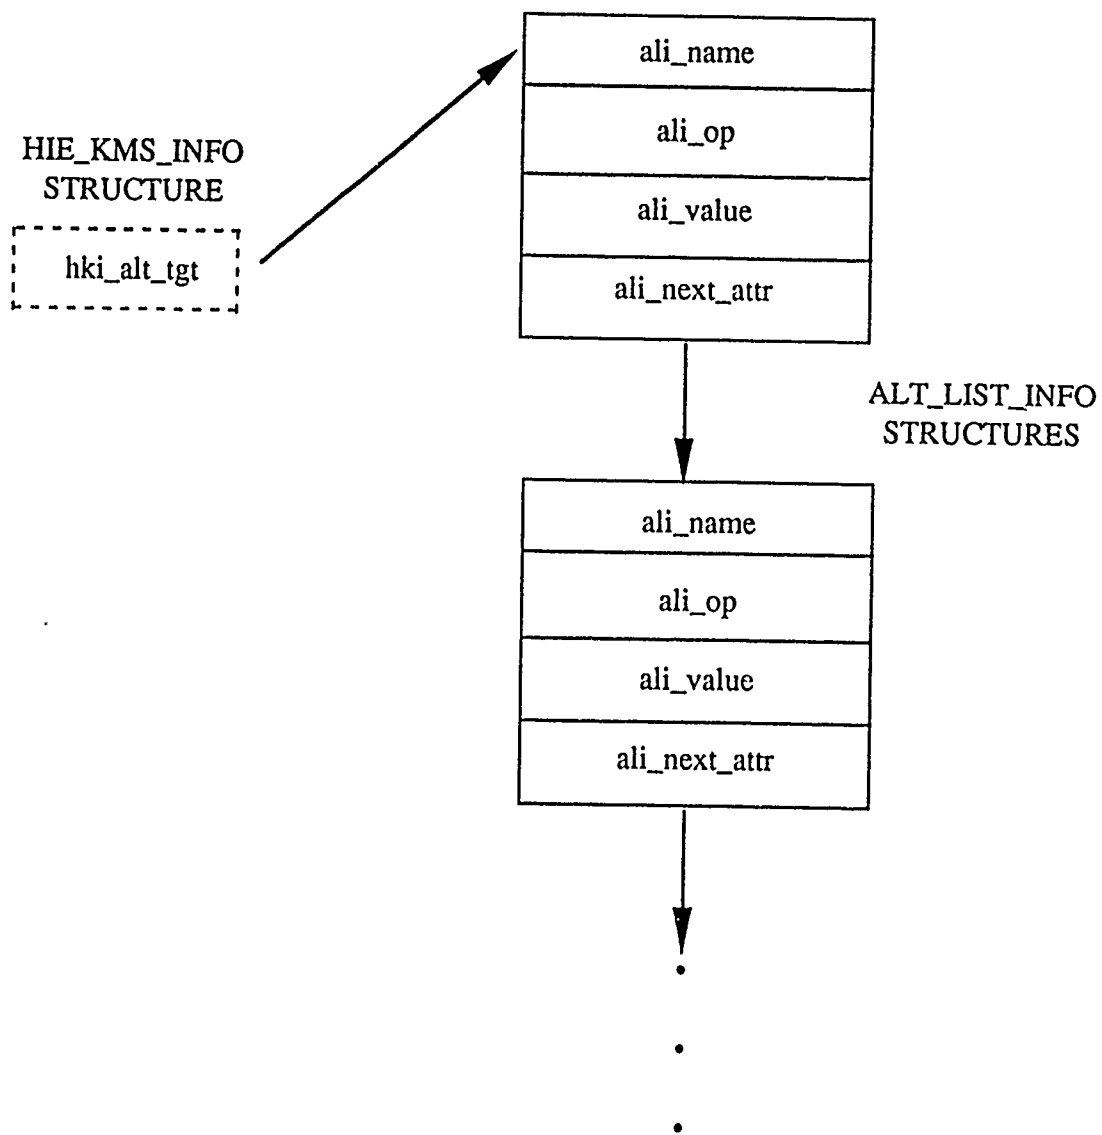 ali_name
ali_op
ali_value
ali_next_attr
HIE_KMS_INFO
STRUCTURE
hki_alt_tgt
ALT_LIST_INFO
STRUCTURES
ali_name
ali_op
ali_value
ali_next_attr